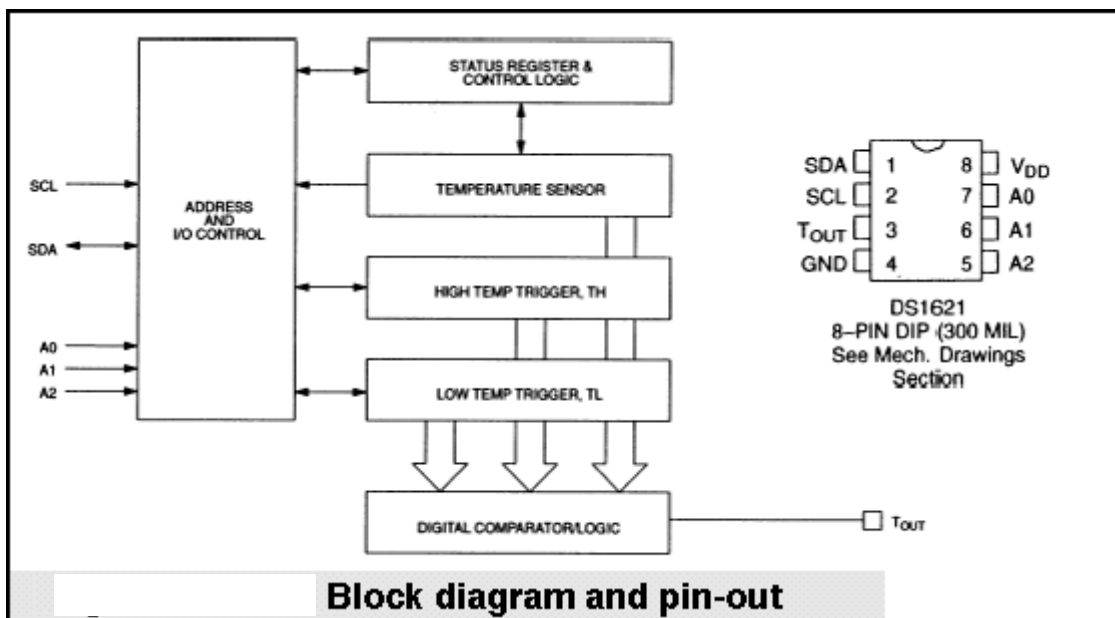 STATUS REGISTER &
CONTROL LOGIC
SCL
SDA
A0
A1
A2
ADDRESS
AND
I/O CONTROL
TEMPERATURE SENSOR
HIGH TEMP TRIGGER, TH
LOW TEMP TRIGGER, TL
DIGITAL COMPARATOR/LOGIC
TOUT
SDA 1 8 VDD
SCL 2 7 A0
TOUT 3 6 A1
GND 4 5 A2
DS1621
8–PIN DIP (300 MIL)
See Mech. Drawings
Section
Block diagram and pin-out